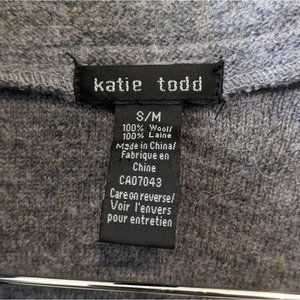 katie todd
S/M
100% Wool/
100% Laine
Made in China/
Fabrique en
Chine
CA07043
Care on reverse/
Voir l'envers
pour entretien